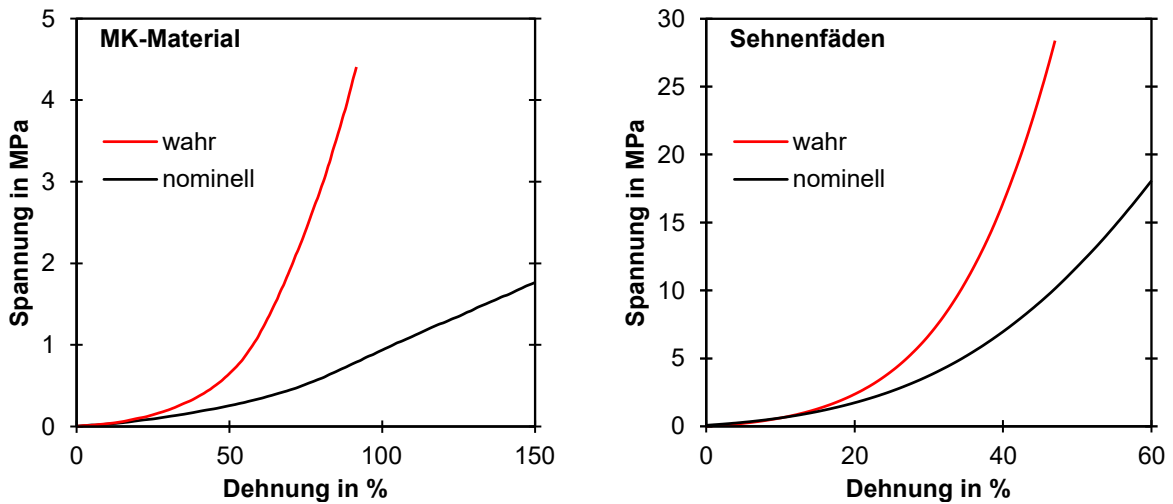 MK-Material
wahr
nominell
Spannung in MPa
5
4
3
2
1
0
0 50 100 150
Dehnung in %
Sehnenfäden
wahr
nominell
Spannung in MPa
30
25
20
15
10
5
0
0 20 40 60
Dehnung in %